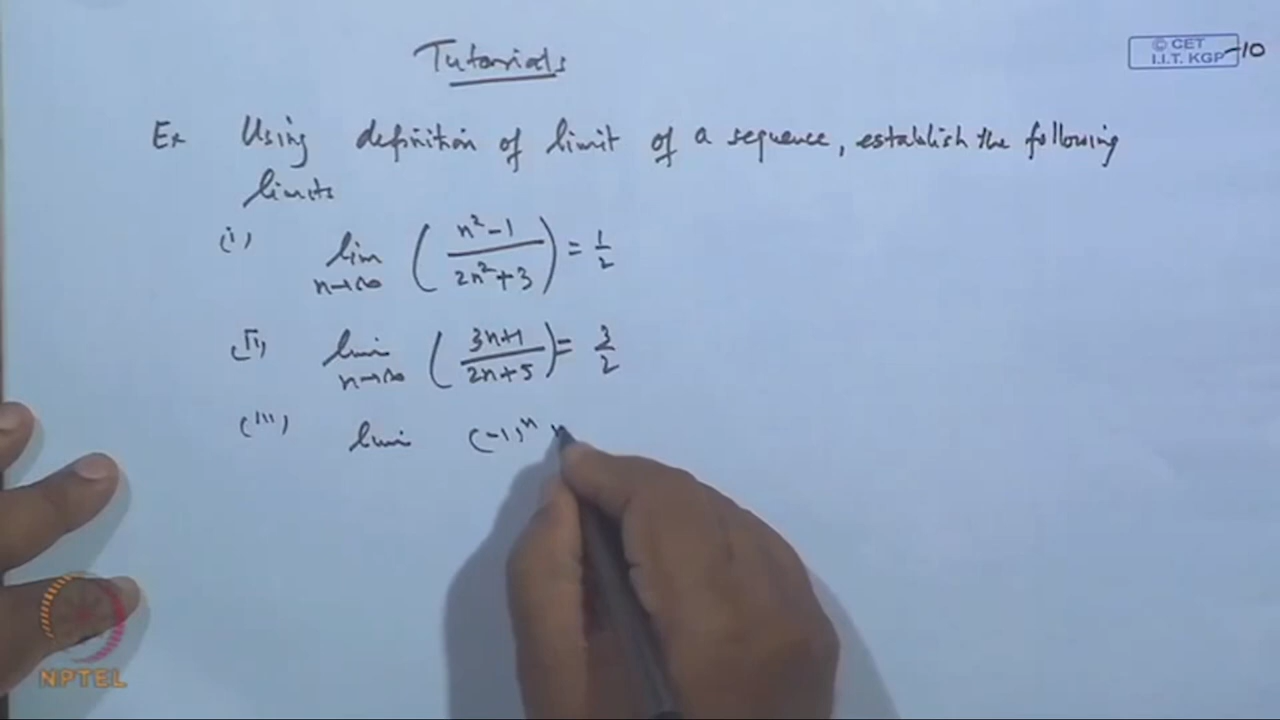 Tutorials
© CET
I.I.T. KGP
-10
Ex Using definition of limit of a sequence, establish the following
limits
(i) lim n→∞ ( n²-1 / 2n²+3 ) = 1/2
(ii) lim n→∞ ( 3n+1 / 2n+5 ) = 3/2
(iii) lim (-1)ⁿ
NPTEL